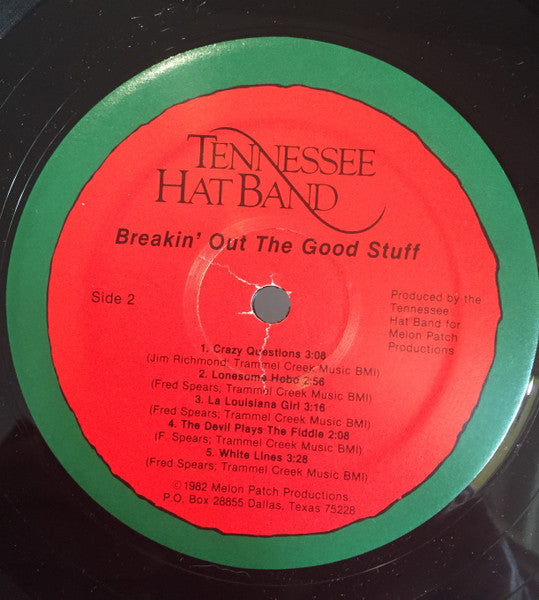 TENNESSEE
HAT BAND
Breakin' Out The Good Stuff
Side 2
Produced by the
Tennessee
Hat Band for
Melon Patch
Productions
1. Crazy Questions 3:08
(Jim Richmond; Trammel Creek Music BMI)
2. Lonesome Hobo 2:56
(Fred Spears; Trammel Creek Music BMI)
3. La Louisiana Girl 3:16
(Fred Spears; Trammel Creek Music BMI)
4. The Devil Plays The Fiddle 2:08
(F. Spears; Trammel Creek Music BMI)
5. White Lines 3:28
(Fred Spears; Trammel Creek Music BMI)
©1982 Melon Patch Productions
P.O. Box 28855 Dallas, Texas 75228